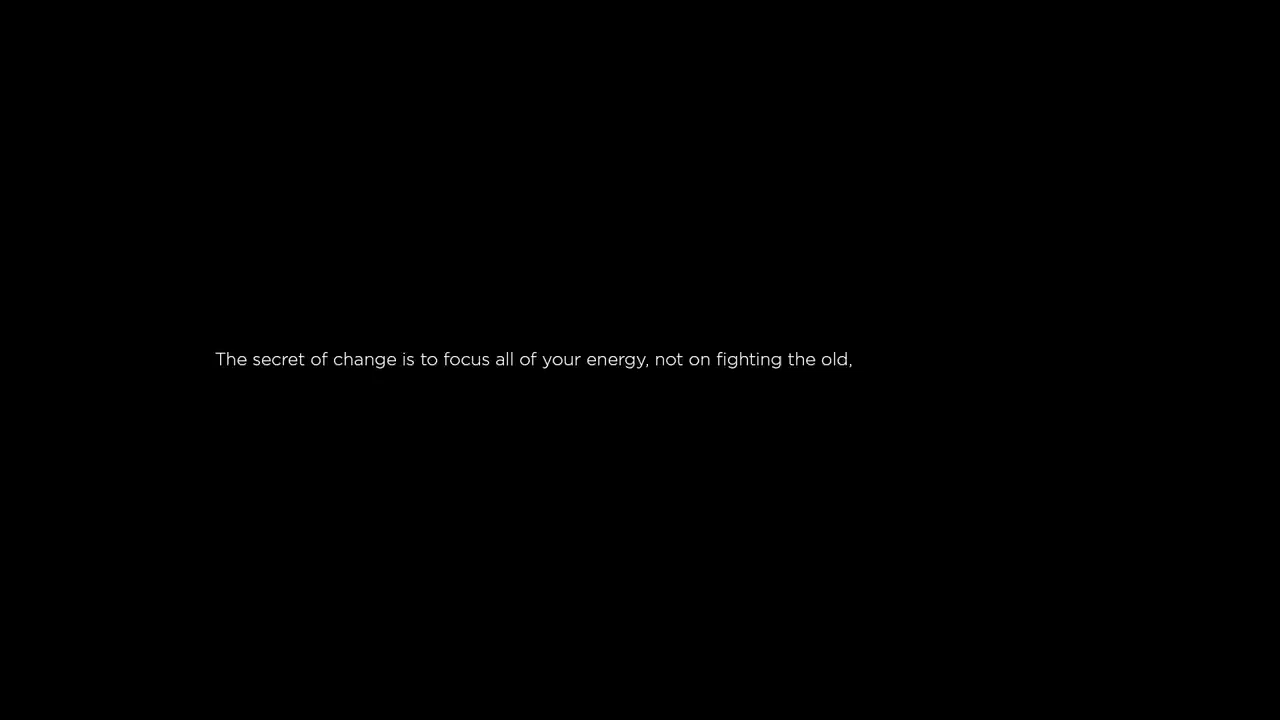 The secret of change is to focus all of your energy, not on fighting the old,